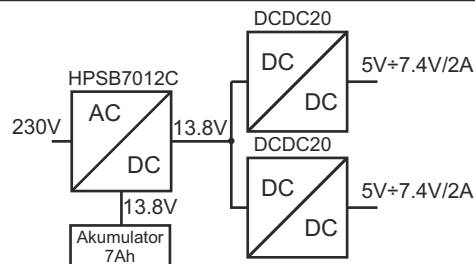 DCDC20
DC
DC
5V÷7.4V/2A
HPSB7012C
AC
DC
230V
13.8V
DCDC20
DC
DC
5V÷7.4V/2A
13.8V
Akumulator
7Ah